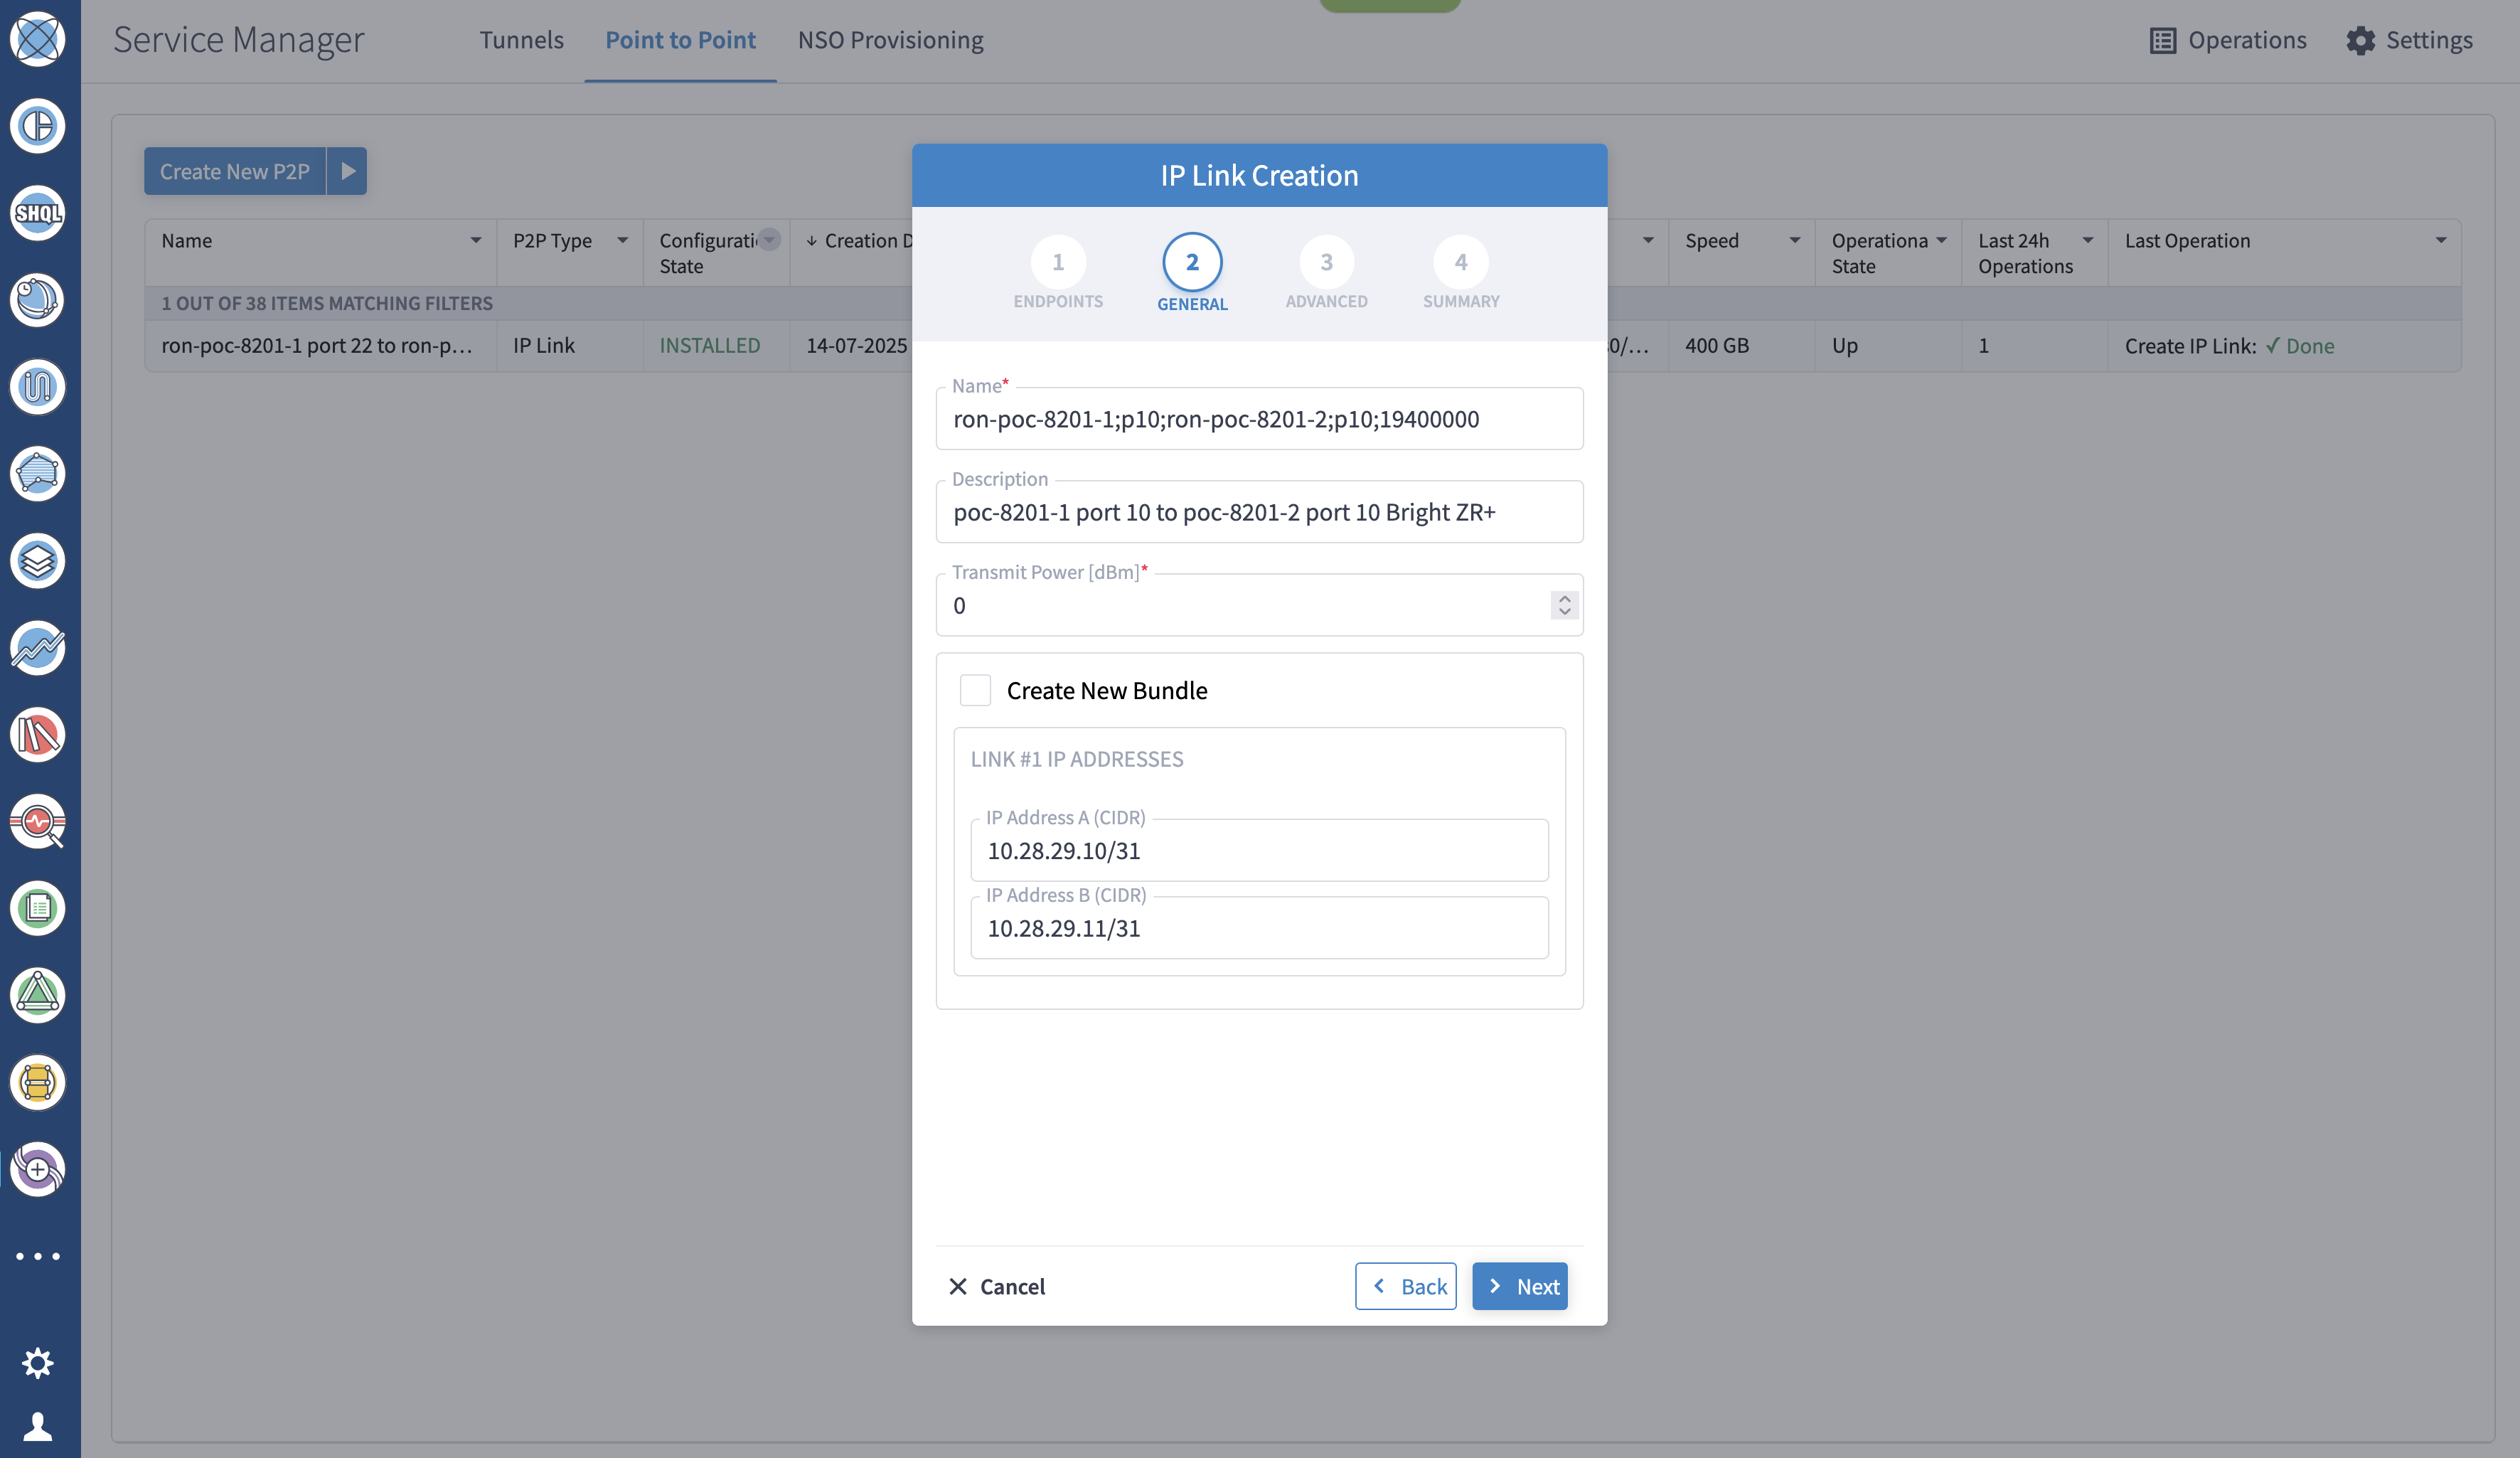 Service Manager
Tunnels
Point to Point
NSO Provisioning
Operations
Settings
SHQL
Create New P2P
Name
P2P Type
Configurati
State
Creation D
Speed
Operationa
State
Last 24h
Operations
Last Operation
1 OUT OF 38 ITEMS MATCHING FILTERS
ron-poc-8201-1 port 22 to ron-p...
IP Link
INSTALLED
14-07-2025
0/...
400 GB
Up
1
Create IP Link: ✓ Done
IP Link Creation
1
2
3
4
ENDPOINTS
GENERAL
ADVANCED
SUMMARY
Name*
ron-poc-8201-1;p10;ron-poc-8201-2;p10;19400000
Description
poc-8201-1 port 10 to poc-8201-2 port 10 Bright ZR+
Transmit Power [dBm]*
0
Create New Bundle
LINK #1 IP ADDRESSES
IP Address A (CIDR)
10.28.29.10/31
IP Address B (CIDR)
10.28.29.11/31
Cancel
Back
Next